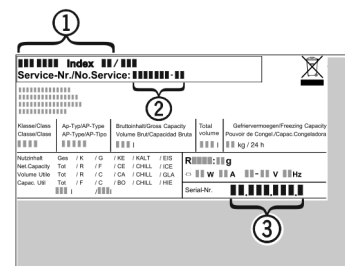 1
Index /
Service-Nr./No.Service: -
2
Klasse/Class
Classe/Classe
Ap-Typ/AP-Type
AP-Type/AP-Tipo
Bruttoinhalt/Gross Capacity
Volume Brut/Capacidad Bruta
l
Total
volume
l
Gefriervermoegen/Freezing Capacity
Pouvoir de Congel./Capac.Congeladora
kg / 24 h
Nutzinhalt Ges / K / G / KE / KALT / EIS
Net.Capacity Tot / R / F / CE / CHILL / ICE
Volume Utile Tot / R / C / CA / CHILL / GLA
Capac. Util Tot / F / C / BO / CHILL / HIE
l / l
R : g
W A - V Hz
Serial-Nr. . . .
3